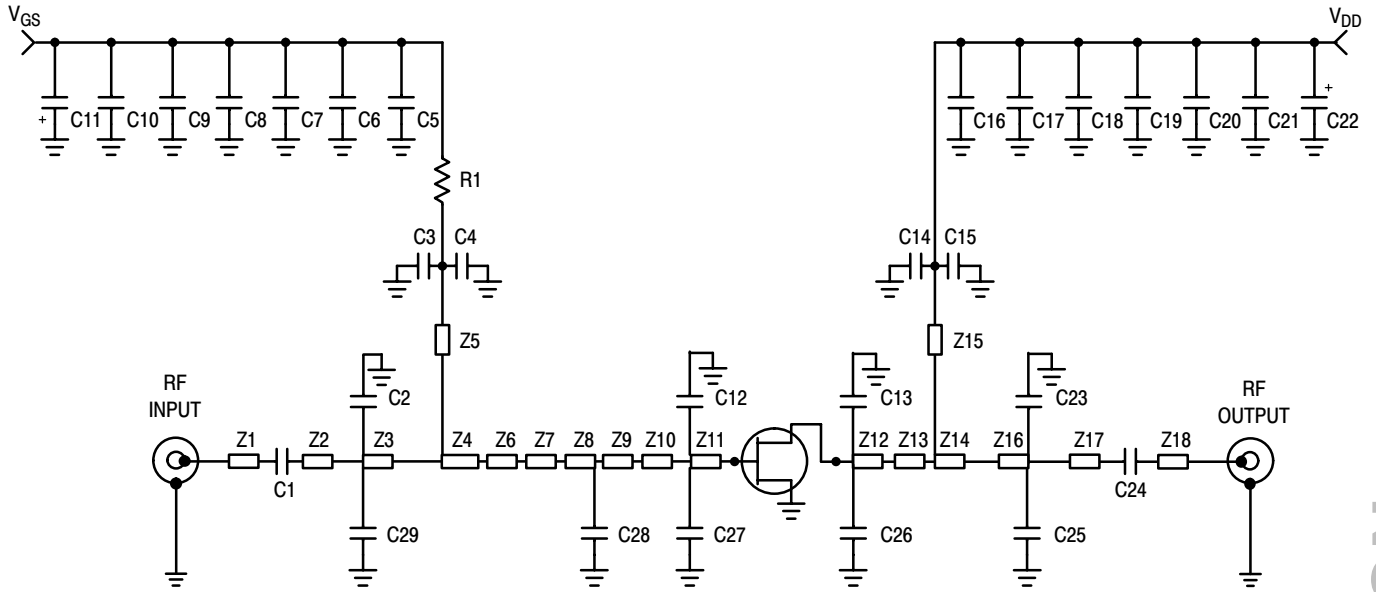 VGS
VDD
C11 C10 C9 C8 C7 C6 C5
+
C16 C17 C18 C19 C20 C21 C22
+
R1
C3 C4
C14 C15
Z5
Z15
RF
INPUT
C2
C12
C13
C23
RF
OUTPUT
Z1 Z2 Z3 Z4 Z6 Z7 Z8 Z9 Z10 Z11 Z12 Z13 Z14 Z16 Z17 Z18
C1
C24
C29
C28
C27
C26
C25